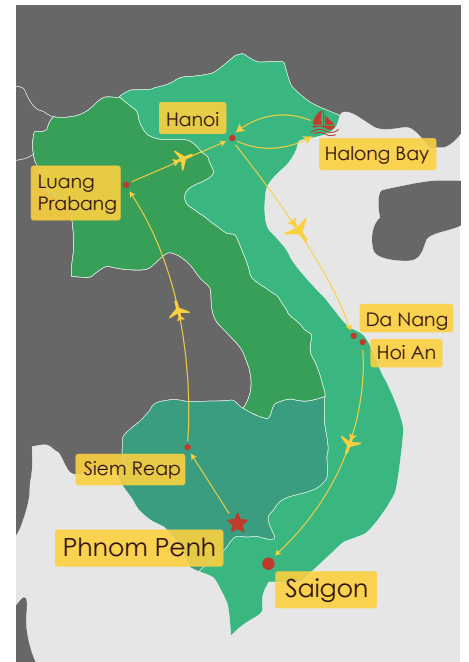 Hanoi
Halong Bay
Luang
Prabang
Da Nang
Hoi An
Siem Reap
Phnom Penh
Saigon